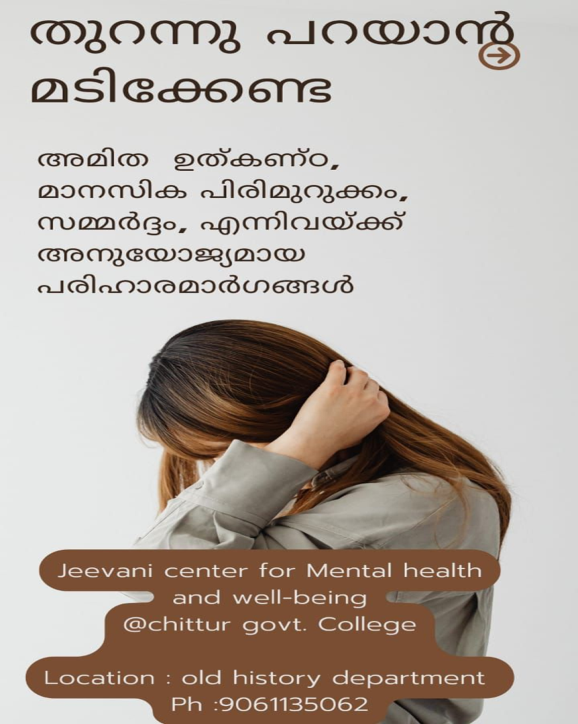 തുറന്നു പറയാൻ
മടിക്കേണ്ട
അമിത ഉത്കണ്ഠ,
മാനസിക പിരിമുറുക്കം,
സമ്മർദ്ദം, എന്നിവയ്ക്ക്
അനുയോജ്യമായ
പരിഹാരമാർഗങ്ങൾ
Jeevani center for Mental health
and well-being
@chittur govt. College
Location : old history department
Ph :9061135062